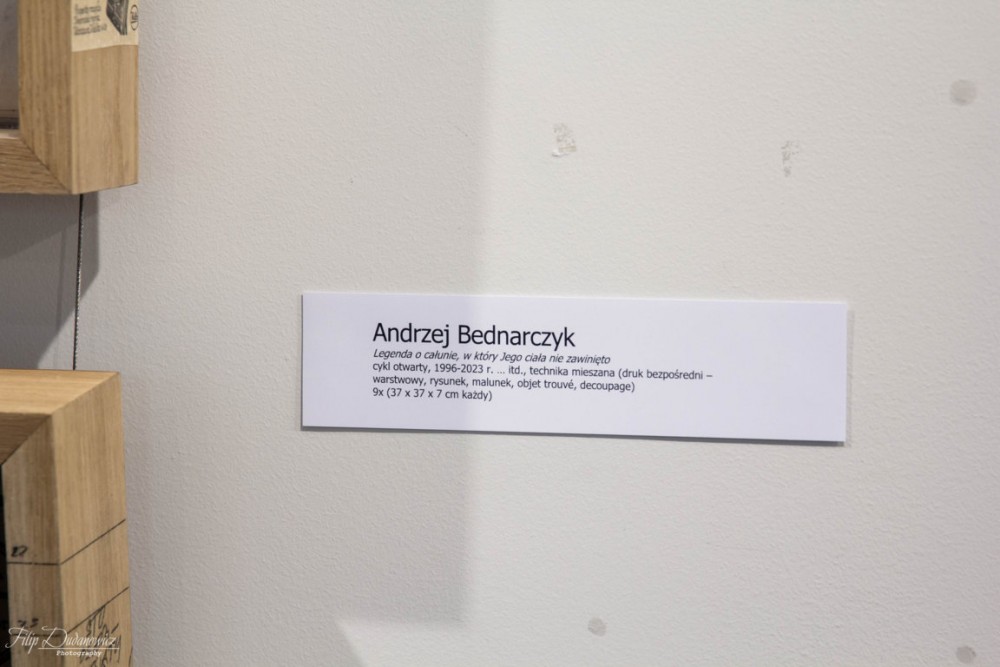 Andrzej Bednarczyk
Legenda o całunie, w który Jego ciała nie zawinięto
cykl otwarty, 1996-2023 r. ... itd., technika mieszana (druk bezpośredni –
warstwowy, rysunek, malunek, objet trouvé, decoupage)
9x (37 x 37 x 7 cm każdy)
Filip Dudanowicz
Photography